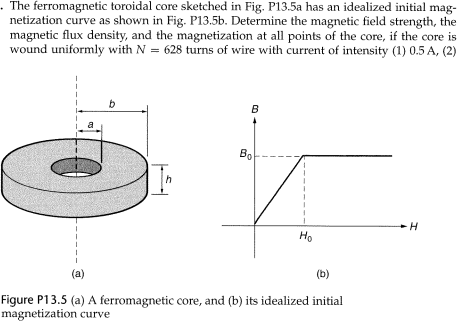 . The ferromagnetic toroidal core sketched in Fig. P13.5a has an idealized initial mag-
netization curve as shown in Fig. P13.5b. Determine the magnetic field strength, the
magnetic flux density, and the magnetization at all points of the core, if the core is
wound uniformly with N = 628 turns of wire with current of intensity (1) 0.5 A, (2)
b
a
h
B
B0
H0
H
(a)
(b)
Figure P13.5 (a) A ferromagnetic core, and (b) its idealized initial
magnetization curve